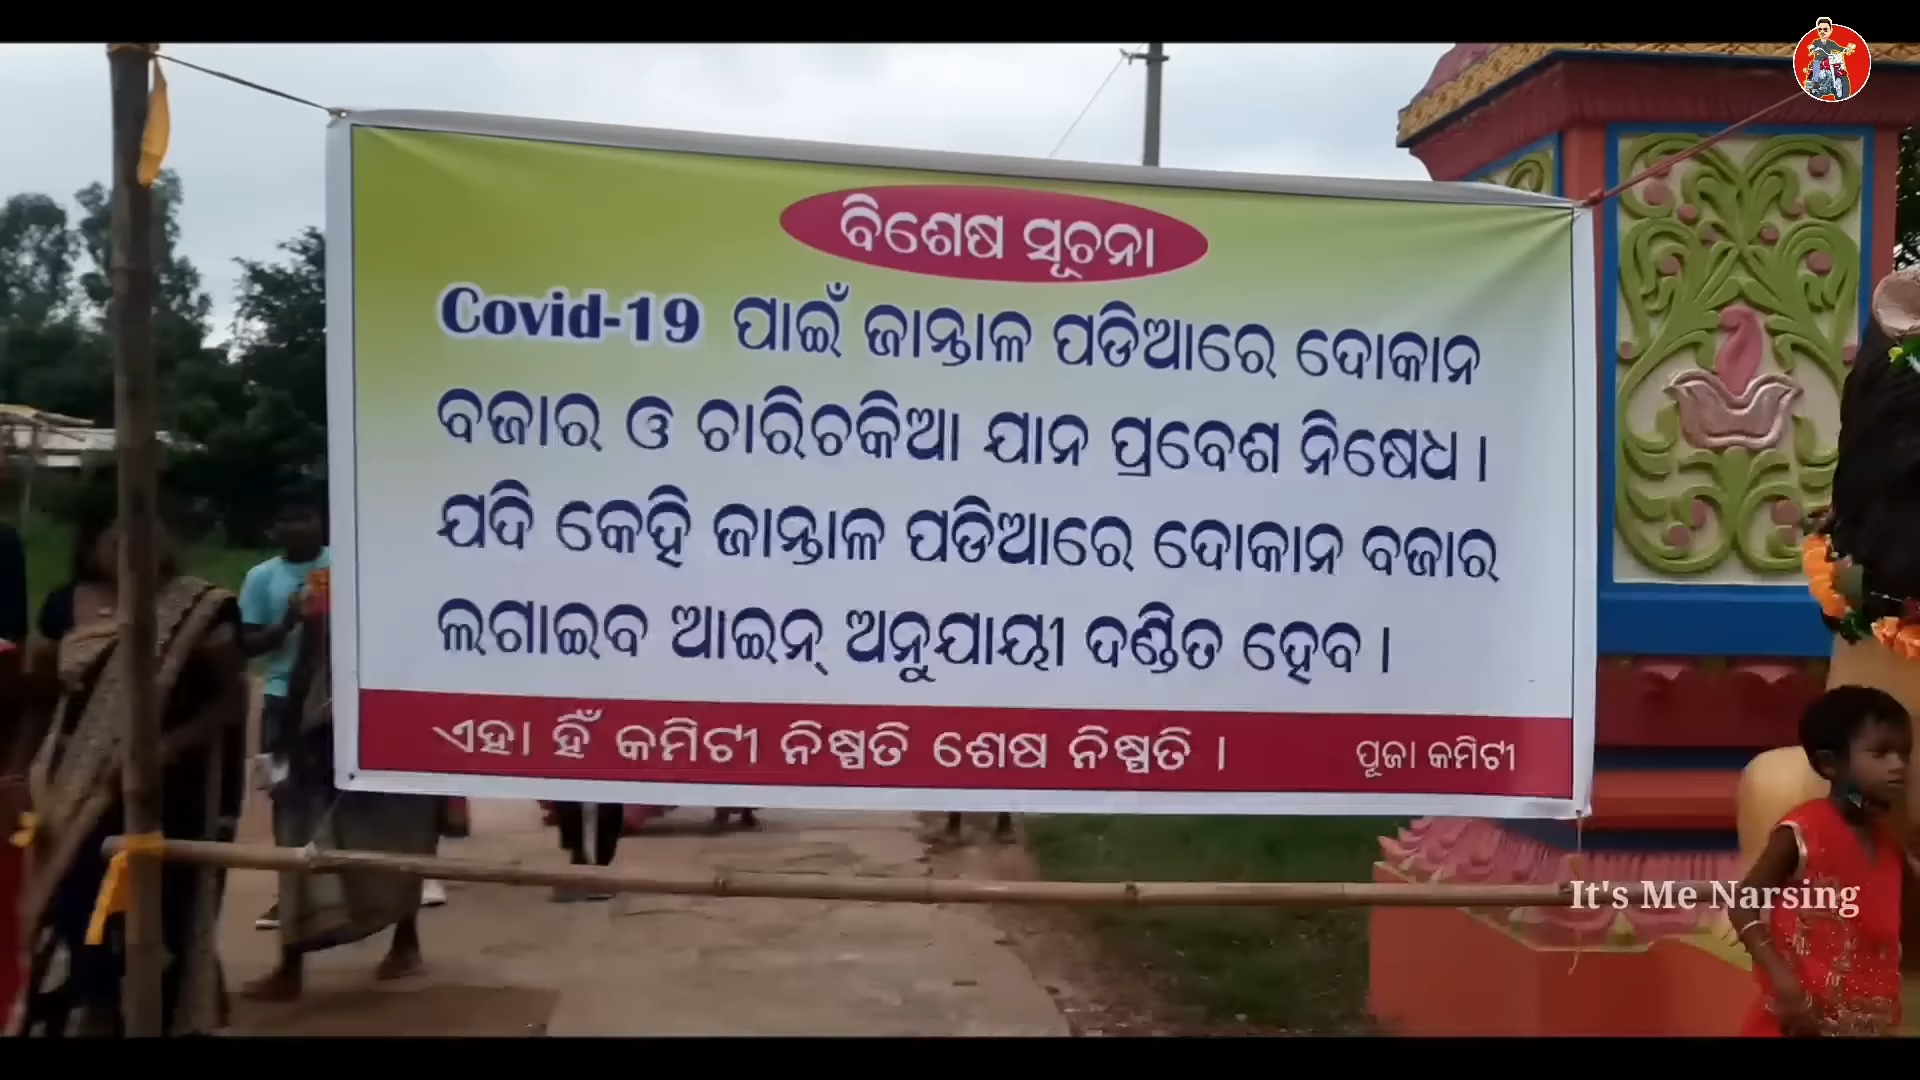 ବିଶେଷ ସୂଚନା
Covid-19 ପାଇଁ ଜାନ୍ତାଳ ପଡିଆରେ ଦୋକାନ
ବଜାର ଓ ଚାରିଚକିଆ ଯାନ ପ୍ରବେଶ ନିଷେଧ ।
ଯଦି କେହି ଜାନ୍ତାଳ ପଡିଆରେ ଦୋକାନ ବଜାର
ଲଗାଇବ ଆଇନ୍ ଅନୁଯାୟୀ ଦଣ୍ଡିତ ହେବ ।
ଏହା ହିଁ କମିଟୀ ନିଷ୍ପତି ଶେଷ ନିଷ୍ପତି ।
ପୂଜା କମିଟୀ
It's Me Narsing